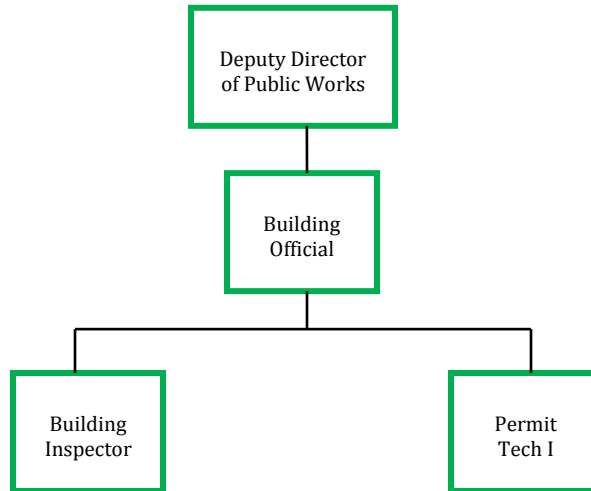 Deputy Director
of Public Works
Building
Official
Building
Inspector
Permit
Tech I